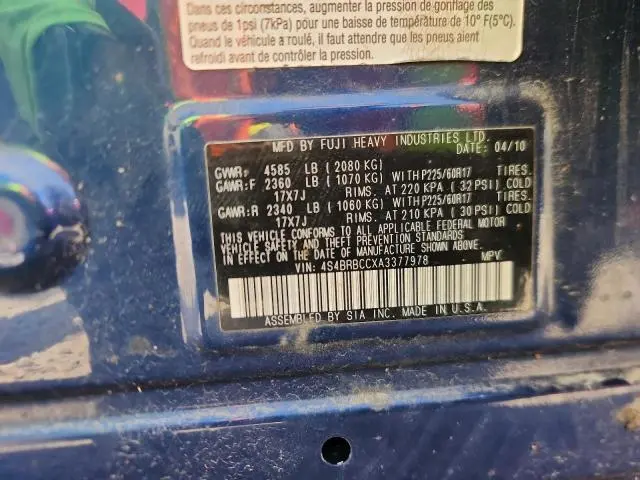 Dans ces circonstances, augmenter la pression de gonflage des
pneus de 1psi (7kPa) pour une baisse de température de 10° F(5°C).
Quand le véhicule a roulé, il faut attendre que les pneus aient
refroidi avant de contrôler la pression.
MFD BY FUJI HEAVY INDUSTRIES LTD.
DATE: 04/10
GVWR: 4585 LB (2080 KG)
GAWR:F 2360 LB (1070 KG) WITH P225/60R17 TIRES.
17X7J RIMS. AT 220 KPA (32 PSI) COLD
GAWR:R 2340 LB (1060 KG) WITH P225/60R17 TIRES.
17X7J RIMS. AT 210 KPA (30 PSI) COLD
THIS VEHICLE CONFORMS TO ALL APPLICABLE FEDERAL MOTOR
VEHICLE SAFETY AND THEFT PREVENTION STANDARDS
IN EFFECT ON THE DATE OF MANUFACTURE SHOWN ABOVE.
VIN: 4S4BRBCCXA3377978 MPV
ASSEMBLED BY SIA INC. MADE IN U.S.A.